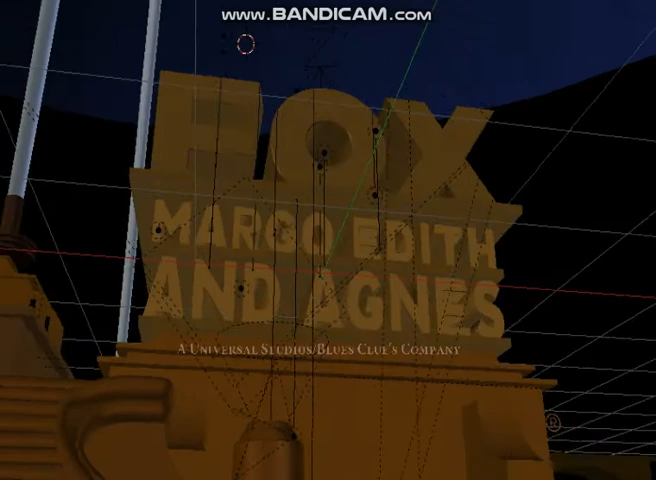 www.BANDICAM.com
FOX
MARGO EDITH
AND AGNES
A UNIVERSAL STUDIOS/BLUES CLUE'S COMPANY
®